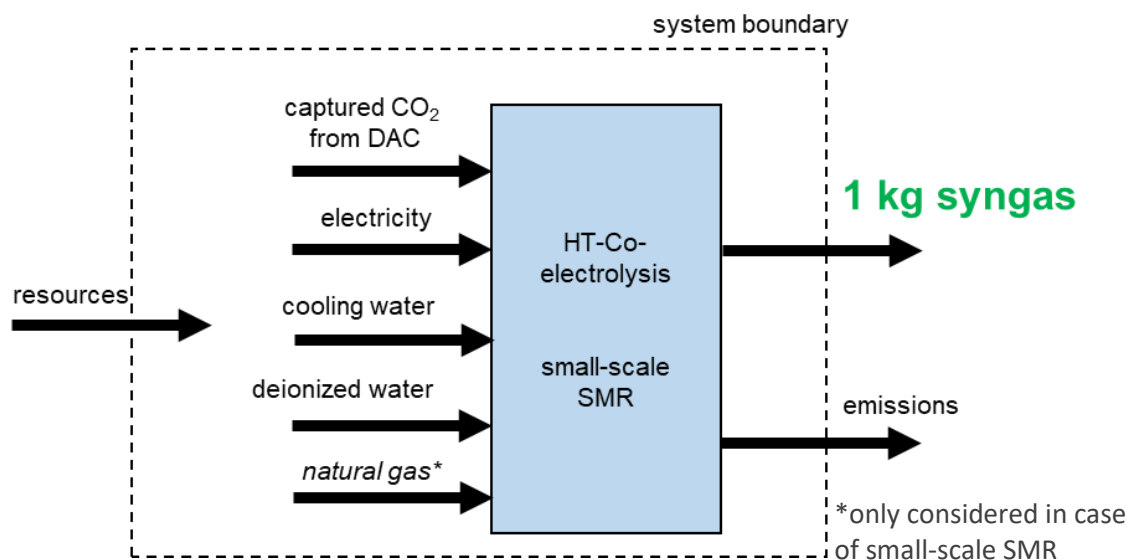 system boundary
captured CO₂
from DAC
1 kg syngas
electricity
HT-Co-
electrolysis
resources
cooling water
small-scale
SMR
deionized water
emissions
natural gas*
*only considered in case
of small-scale SMR